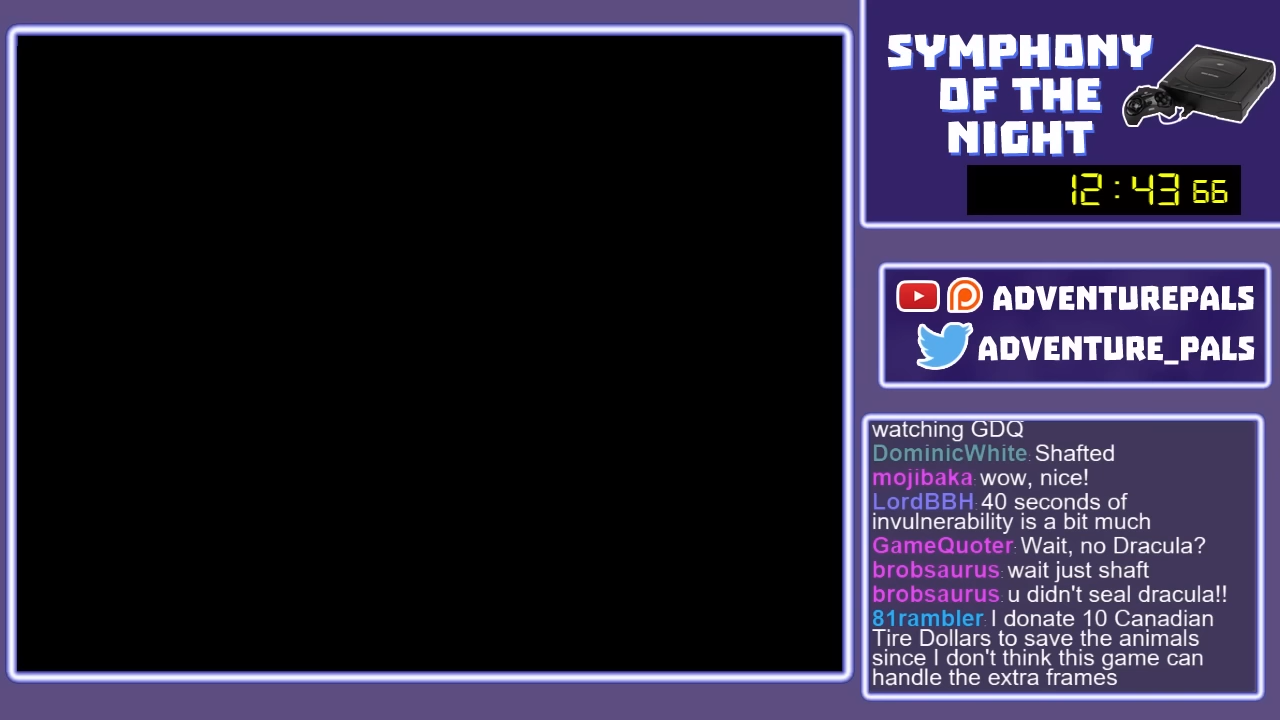 SYMPHONY
OF THE
NIGHT
12:43 66
ADVENTUREPALS
ADVENTURE_PALS
watching GDQ
DominicWhite: Shafted
mojibaka: wow, nice!
LordBBH: 40 seconds of
invulnerability is a bit much
GameQuoter: Wait, no Dracula?
brobsaurus: wait just shaft
brobsaurus: u didn't seal dracula!!
81rambler: I donate 10 Canadian
Tire Dollars to save the animals
since I don't think this game can
handle the extra frames